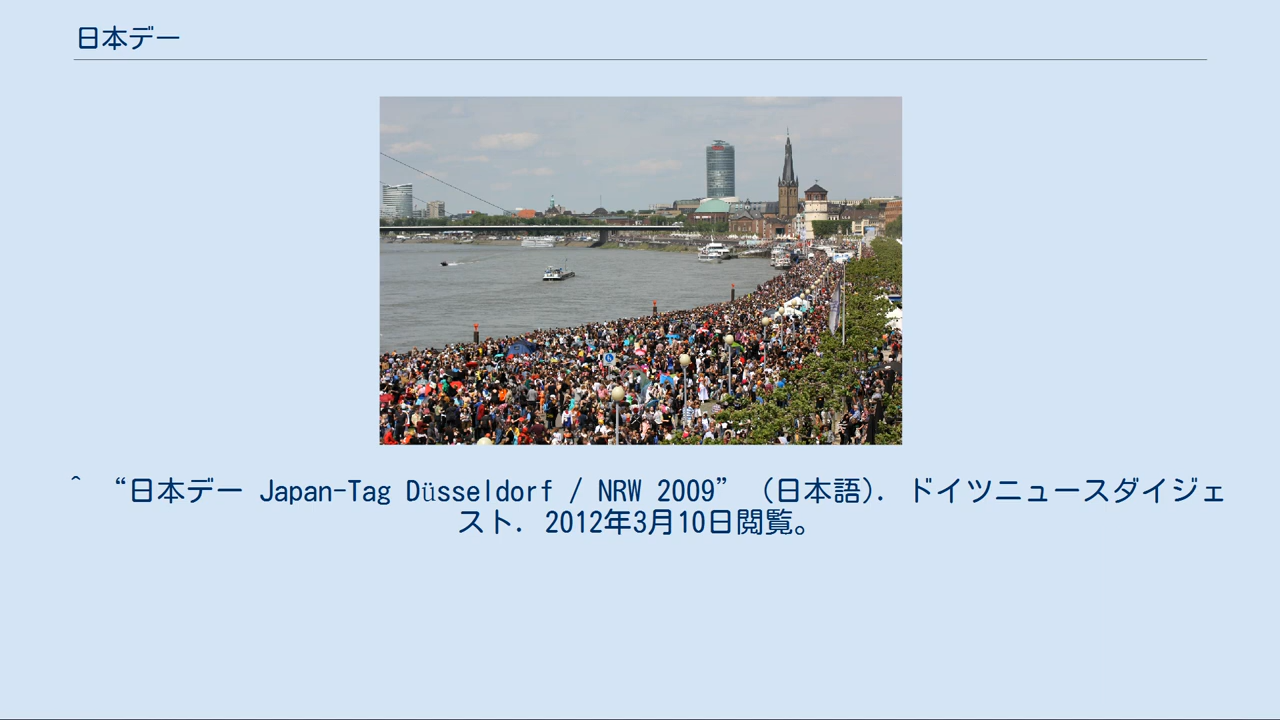 日本デー
^ “日本デー Japan-Tag Düsseldorf / NRW 2009” (日本語). ドイツニュースダイジェ
スト. 2012年3月10日閲覧。